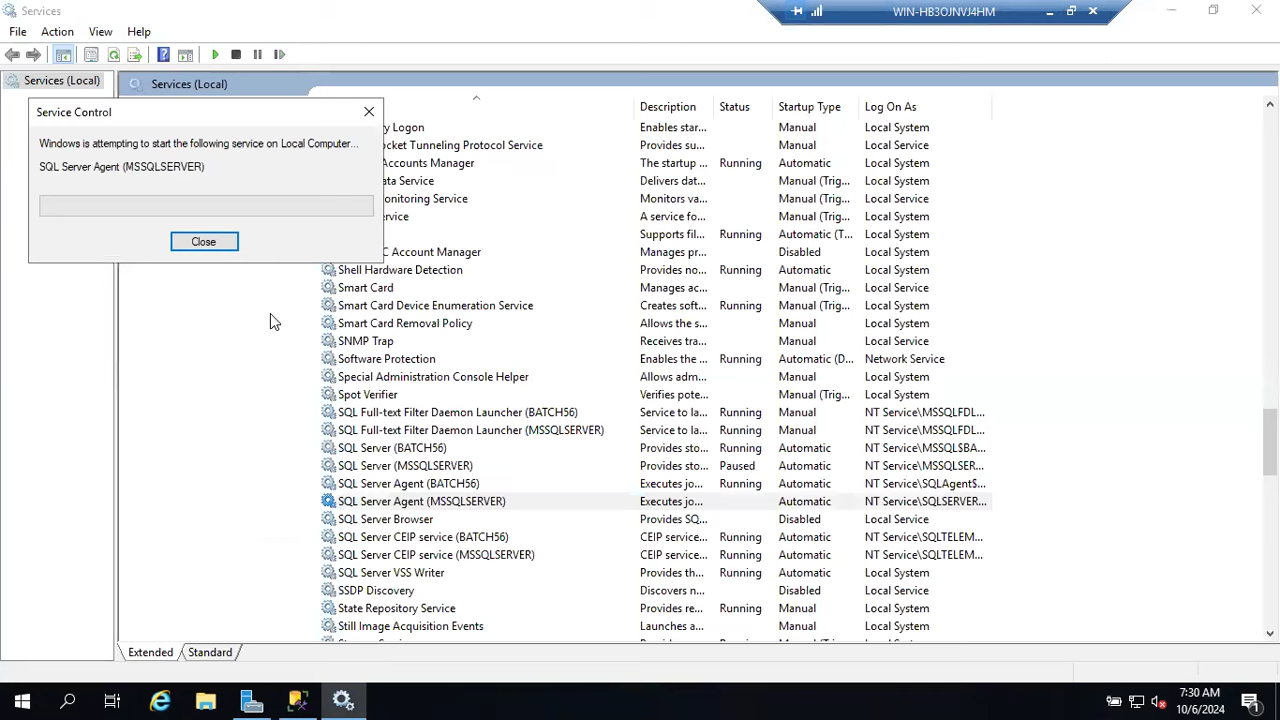 Services
WIN-HB3OJNVJ4HM
File Action View Help
Services (Local)
Services (Local)
Service Control
Windows is attempting to start the following service on Local Computer...
SQL Server Agent (MSSQLSERVER)
Close
Description Status Startup Type Log On As
y Logon Enables star... Manual Local System
ocket Tunneling Protocol Service Provides su... Manual Local Service
Accounts Manager The startup ... Running Automatic Local System
ata Service Delivers dat... Manual (Trig... Local Service
onitoring Service Monitors va... Manual (Trig... Local Service
ervice A service fo... Manual (Trig... Local Service
Supports fil... Running Automatic (T... Local System
C Account Manager Manages pr... Disabled Local System
Shell Hardware Detection Provides no... Running Automatic Local System
Smart Card Manages ac... Manual (Trig... Local Service
Smart Card Device Enumeration Service Creates soft... Running Manual (Trig... Local System
Smart Card Removal Policy Allows the s... Manual Local System
SNMP Trap Receives tra... Manual Local Service
Software Protection Enables the ... Running Automatic (D... Network Service
Special Administration Console Helper Allows adm... Manual Local System
Spot Verifier Verifies pote... Manual (Trig... Local System
SQL Full-text Filter Daemon Launcher (BATCH56) Service to la... Running Manual NT Service\MSSQLFDL...
SQL Full-text Filter Daemon Launcher (MSSQLSERVER) Service to la... Running Manual NT Service\MSSQLFDL...
SQL Server (BATCH56) Provides sto... Running Automatic NT Service\MSSQL$BA...
SQL Server (MSSQLSERVER) Provides sto... Paused Automatic NT Service\MSSQLSER...
SQL Server Agent (BATCH56) Executes jo... Running Automatic NT Service\SQLAgent$...
SQL Server Agent (MSSQLSERVER) Executes jo... Automatic NT Service\SQLSERVER...
SQL Server Browser Provides SQ... Disabled Local Service
SQL Server CEIP service (BATCH56) CEIP service... Running Automatic NT Service\SQLTELEM...
SQL Server CEIP service (MSSQLSERVER) CEIP service... Running Automatic NT Service\SQLTELEM...
SQL Server VSS Writer Provides th... Running Automatic Local System
SSDP Discovery Discovers n... Disabled Local Service
State Repository Service Provides re... Running Manual Local System
Still Image Acquisition Events Launches a... Manual Local System
Extended Standard
7:30 AM
10/6/2024